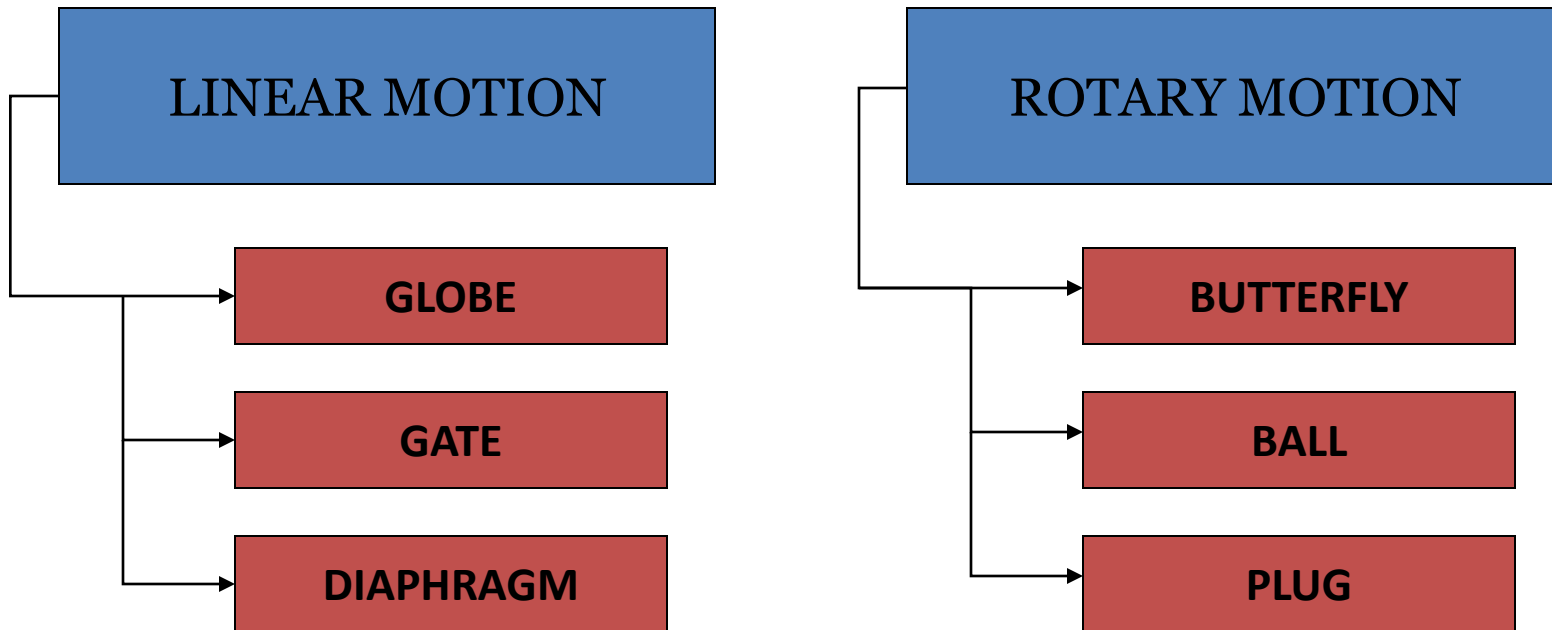 LINEAR MOTION
GLOBE
GATE
DIAPHRAGM
ROTARY MOTION
BUTTERFLY
BALL
PLUG